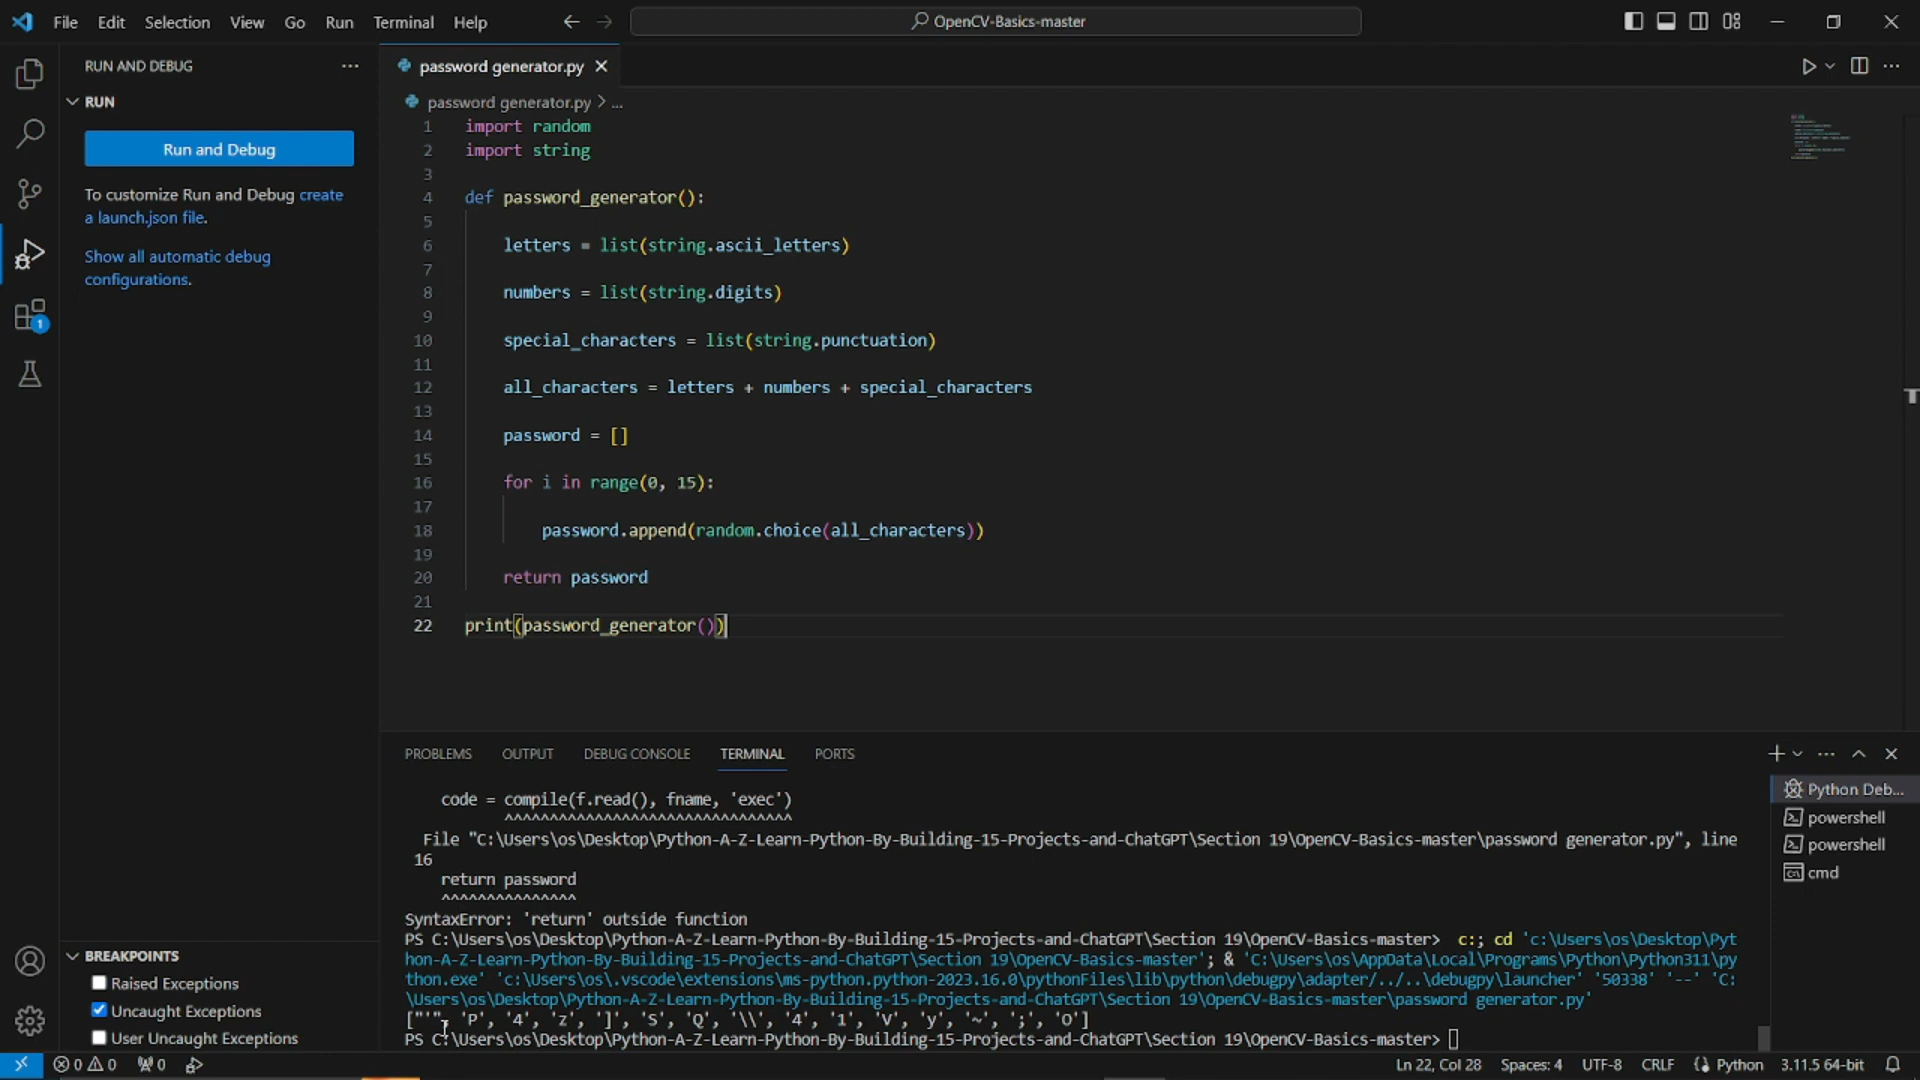 File Edit Selection View Go Run Terminal Help OpenCV-Basics-master
RUN AND DEBUG
RUN
Run and Debug
To customize Run and Debug create
a launch.json file.
Show all automatic debug
configurations.
1
BREAKPOINTS
Raised Exceptions
Uncaught Exceptions
User Uncaught Exceptions
password generator.py
password generator.py > ...
1 import random
2 import string
3
4 def password_generator():
5
6 letters = list(string.ascii_letters)
7
8 numbers = list(string.digits)
9
10 special_characters = list(string.punctuation)
11
12 all_characters = letters + numbers + special_characters
13
14 password = []
15
16 for i in range(0, 15):
17
18 password.append(random.choice(all_characters))
19
20 return password
21
22 print(password_generator())
PROBLEMS OUTPUT DEBUG CONSOLE TERMINAL PORTS
code = compile(f.read(), fname, 'exec')
^^^^^^^^^^^^^^^^^^^^^^^^^^^^^^
File "C:\Users\os\Desktop\Python-A-Z-Learn-Python-By-Building-15-Projects-and-ChatGPT\Section 19\OpenCV-Basics-master\password generator.py", line
16
return password
^^^^^^^^^^^^^^^
SyntaxError: 'return' outside function
PS C:\Users\os\Desktop\Python-A-Z-Learn-Python-By-Building-15-Projects-and-ChatGPT\Section 19\OpenCV-Basics-master> c:; cd 'c:\Users\os\Desktop\Pyt
hon-A-Z-Learn-Python-By-Building-15-Projects-and-ChatGPT\Section 19\OpenCV-Basics-master'; & 'C:\Users\os\AppData\Local\Programs\Python\Python311\py
thon.exe' 'c:\Users\os\.vscode\extensions\ms-python.python-2023.16.0\pythonFiles\lib\python\debugpy\adapter/../..\debugpy\launcher' '50338' '--' 'C:
\Users\os\Desktop\Python-A-Z-Learn-Python-By-Building-15-Projects-and-ChatGPT\Section 19\OpenCV-Basics-master\password generator.py'
["'", 'P', '4', 'z', ']', 'S', 'Q', '\\', '4', '1', 'V', 'y', '~', ';', 'O']
PS C:\Users\os\Desktop\Python-A-Z-Learn-Python-By-Building-15-Projects-and-ChatGPT\Section 19\OpenCV-Basics-master>
Python Deb...
powershell
powershell
cmd
0 0 0 Ln 22, Col 28 Spaces: 4 UTF-8 CRLF Python 3.11.5 64-bit